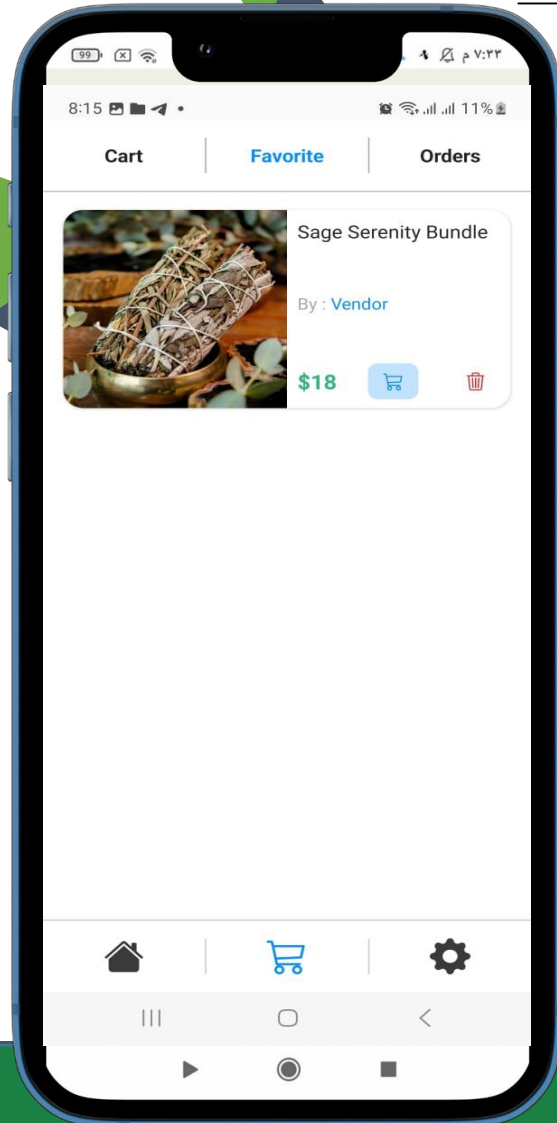 99 م ٧:٣٣
8:15 11%
Cart Favorite Orders
Sage Serenity Bundle
By : Vendor
$18